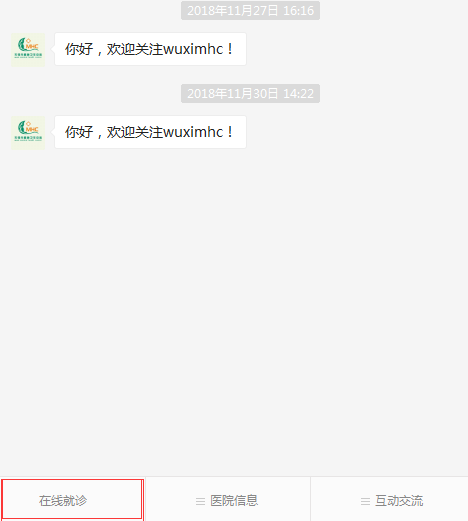 2018年11月27日 16:16
MHC
你好，欢迎关注wuximhc！
2018年11月30日 14:22
MHC
你好，欢迎关注wuximhc！
在线就诊
医院信息
互动交流